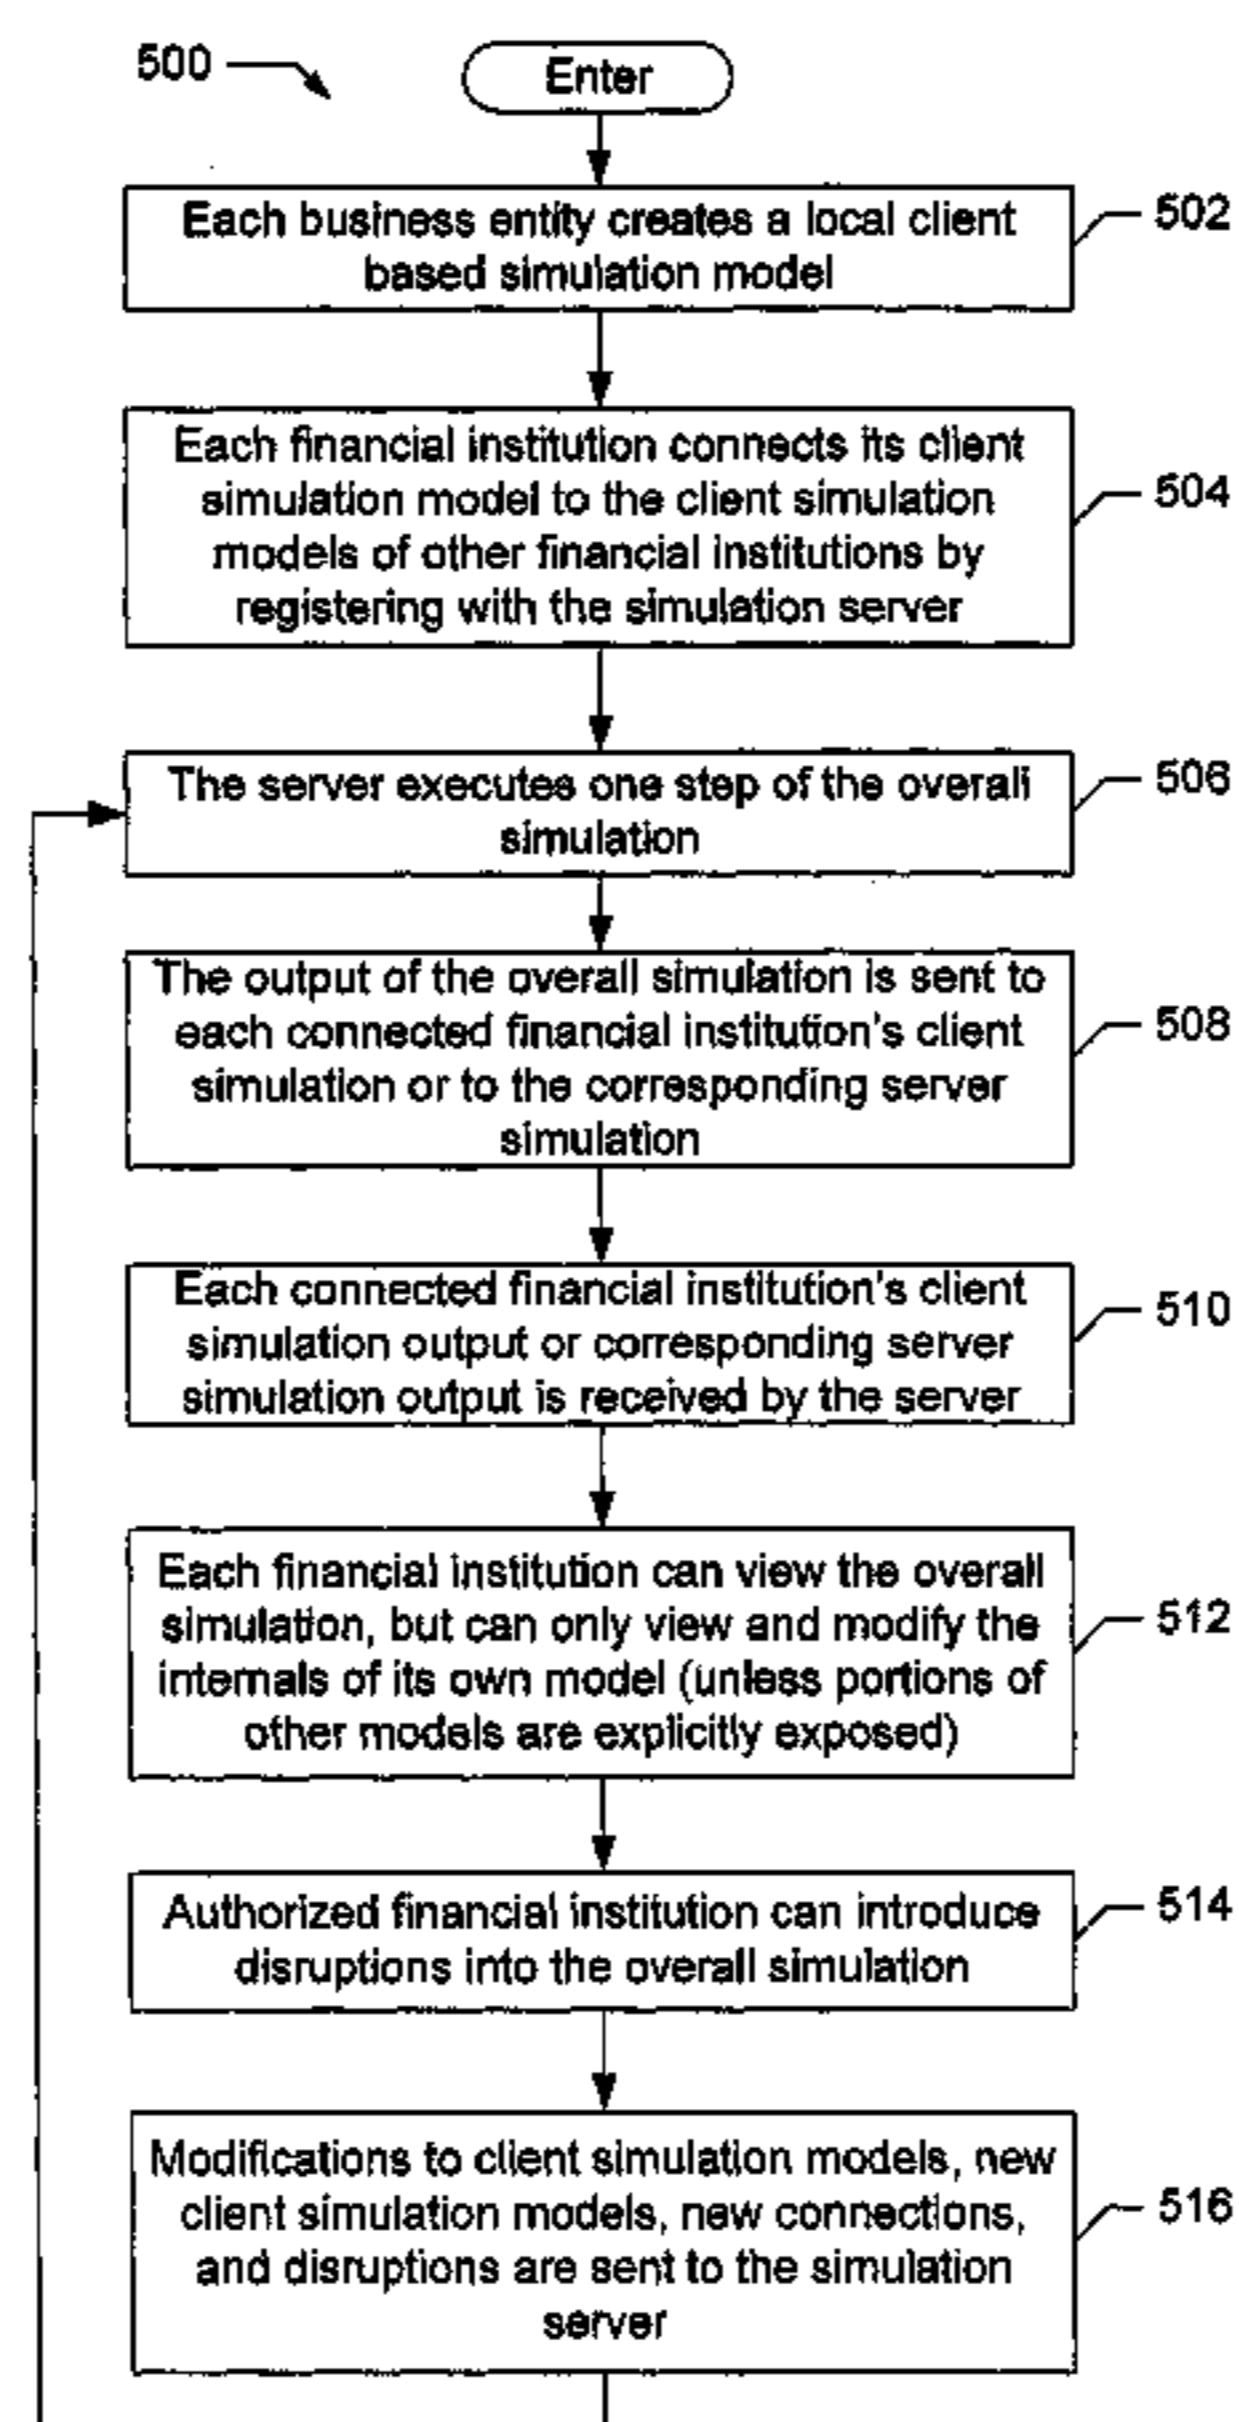 500
Enter
Each business entity creates a local client
based simulation model
502
Each financial institution connects its client
simulation model to the client simulation
models of other financial institutions by
registering with the simulation server
504
The server executes one step of the overall
simulation
506
The output of the overall simulation is sent to
each connected financial institution's client
simulation or to the corresponding server
simulation
508
Each connected financial institution's client
simulation output or corresponding server
simulation output is received by the server
510
Each financial institution can view the overall
simulation, but can only view and modify the
internals of its own model (unless portions of
other models are explicitly exposed)
512
Authorized financial institution can introduce
disruptions into the overall simulation
514
Modifications to client simulation models, new
client simulation models, new connections,
and disruptions are sent to the simulation
server
516